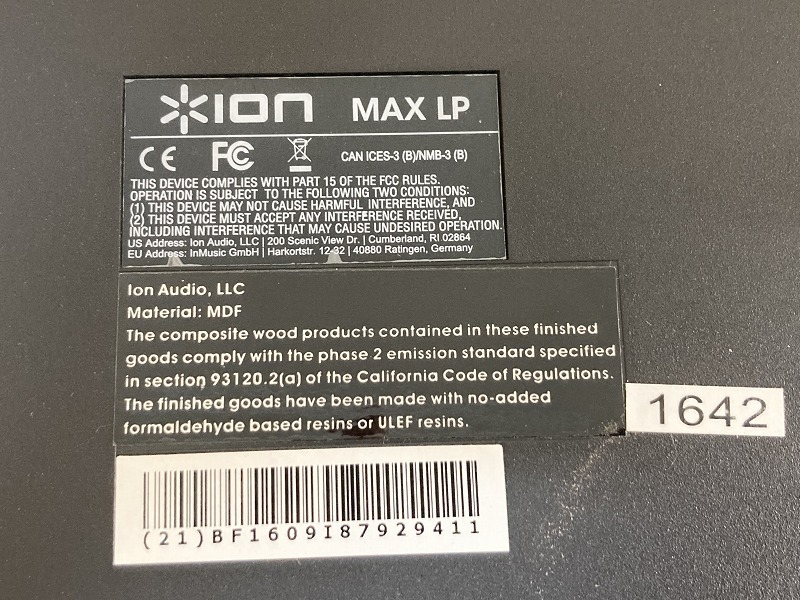 ION MAX LP
CE FC CAN ICES-3 (B)/NMB-3 (B)
THIS DEVICE COMPLIES WITH PART 15 OF THE FCC RULES.
OPERATION IS SUBJECT TO THE FOLLOWING TWO CONDITIONS:
(1) THIS DEVICE MAY NOT CAUSE HARMFUL INTERFERENCE, AND
(2) THIS DEVICE MUST ACCEPT ANY INTERFERENCE RECEIVED,
INCLUDING INTERFERENCE THAT MAY CAUSE UNDESIRED OPERATION.
US Address: Ion Audio, LLC | 200 Scenic View Dr. | Cumberland, RI 02864
EU Address: InMusic GmbH | Harkortstr. 12-32 | 40880 Ratingen, Germany
Ion Audio, LLC
Material: MDF
The composite wood products contained in these finished
goods comply with the phase 2 emission standard specified
in section 93120.2(a) of the California Code of Regulations.
The finished goods have been made with no-added
formaldehyde based resins or ULEF resins.
1642
(21)BF1609I87929411